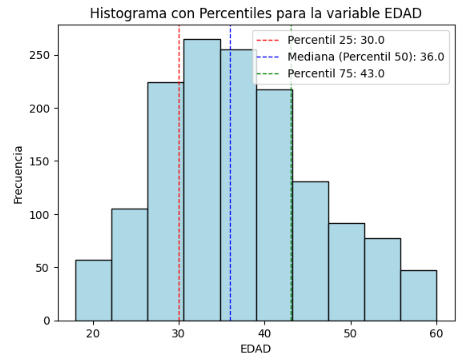 Histograma con Percentiles para la variable EDAD
Percentil 25: 30.0
Mediana (Percentil 50): 36.0
Percentil 75: 43.0
250
200
150
100
50
0
Frecuencia
20 30 40 50 60
EDAD